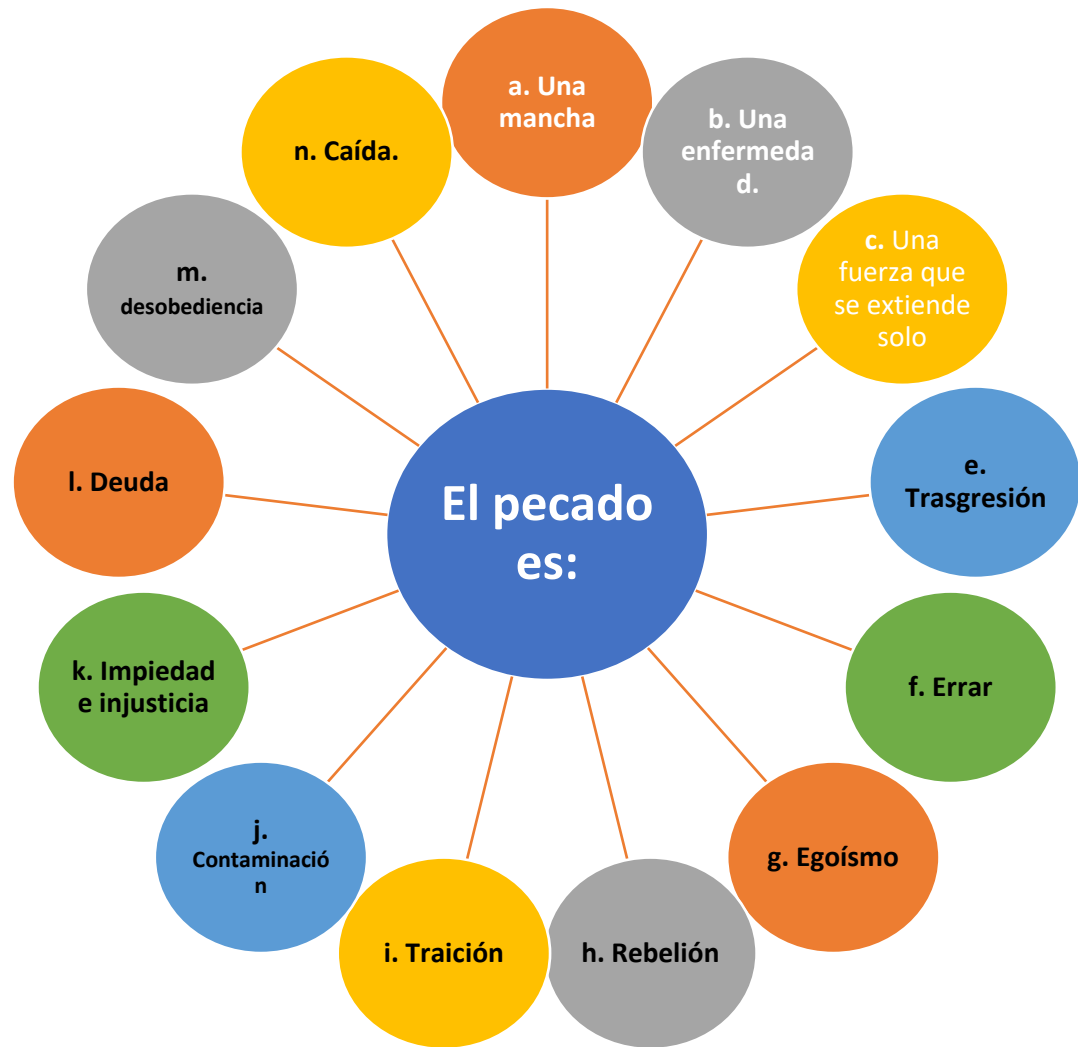 El pecado
es:
a. Una
mancha
b. Una
enfermeda
d.
c. Una
fuerza que
se extiende
solo
e.
Trasgresión
f. Errar
g. Egoísmo
h. Rebelión
i. Traición
j.
Contaminació
n
k. Impiedad
e injusticia
l. Deuda
m.
desobediencia
n. Caída.